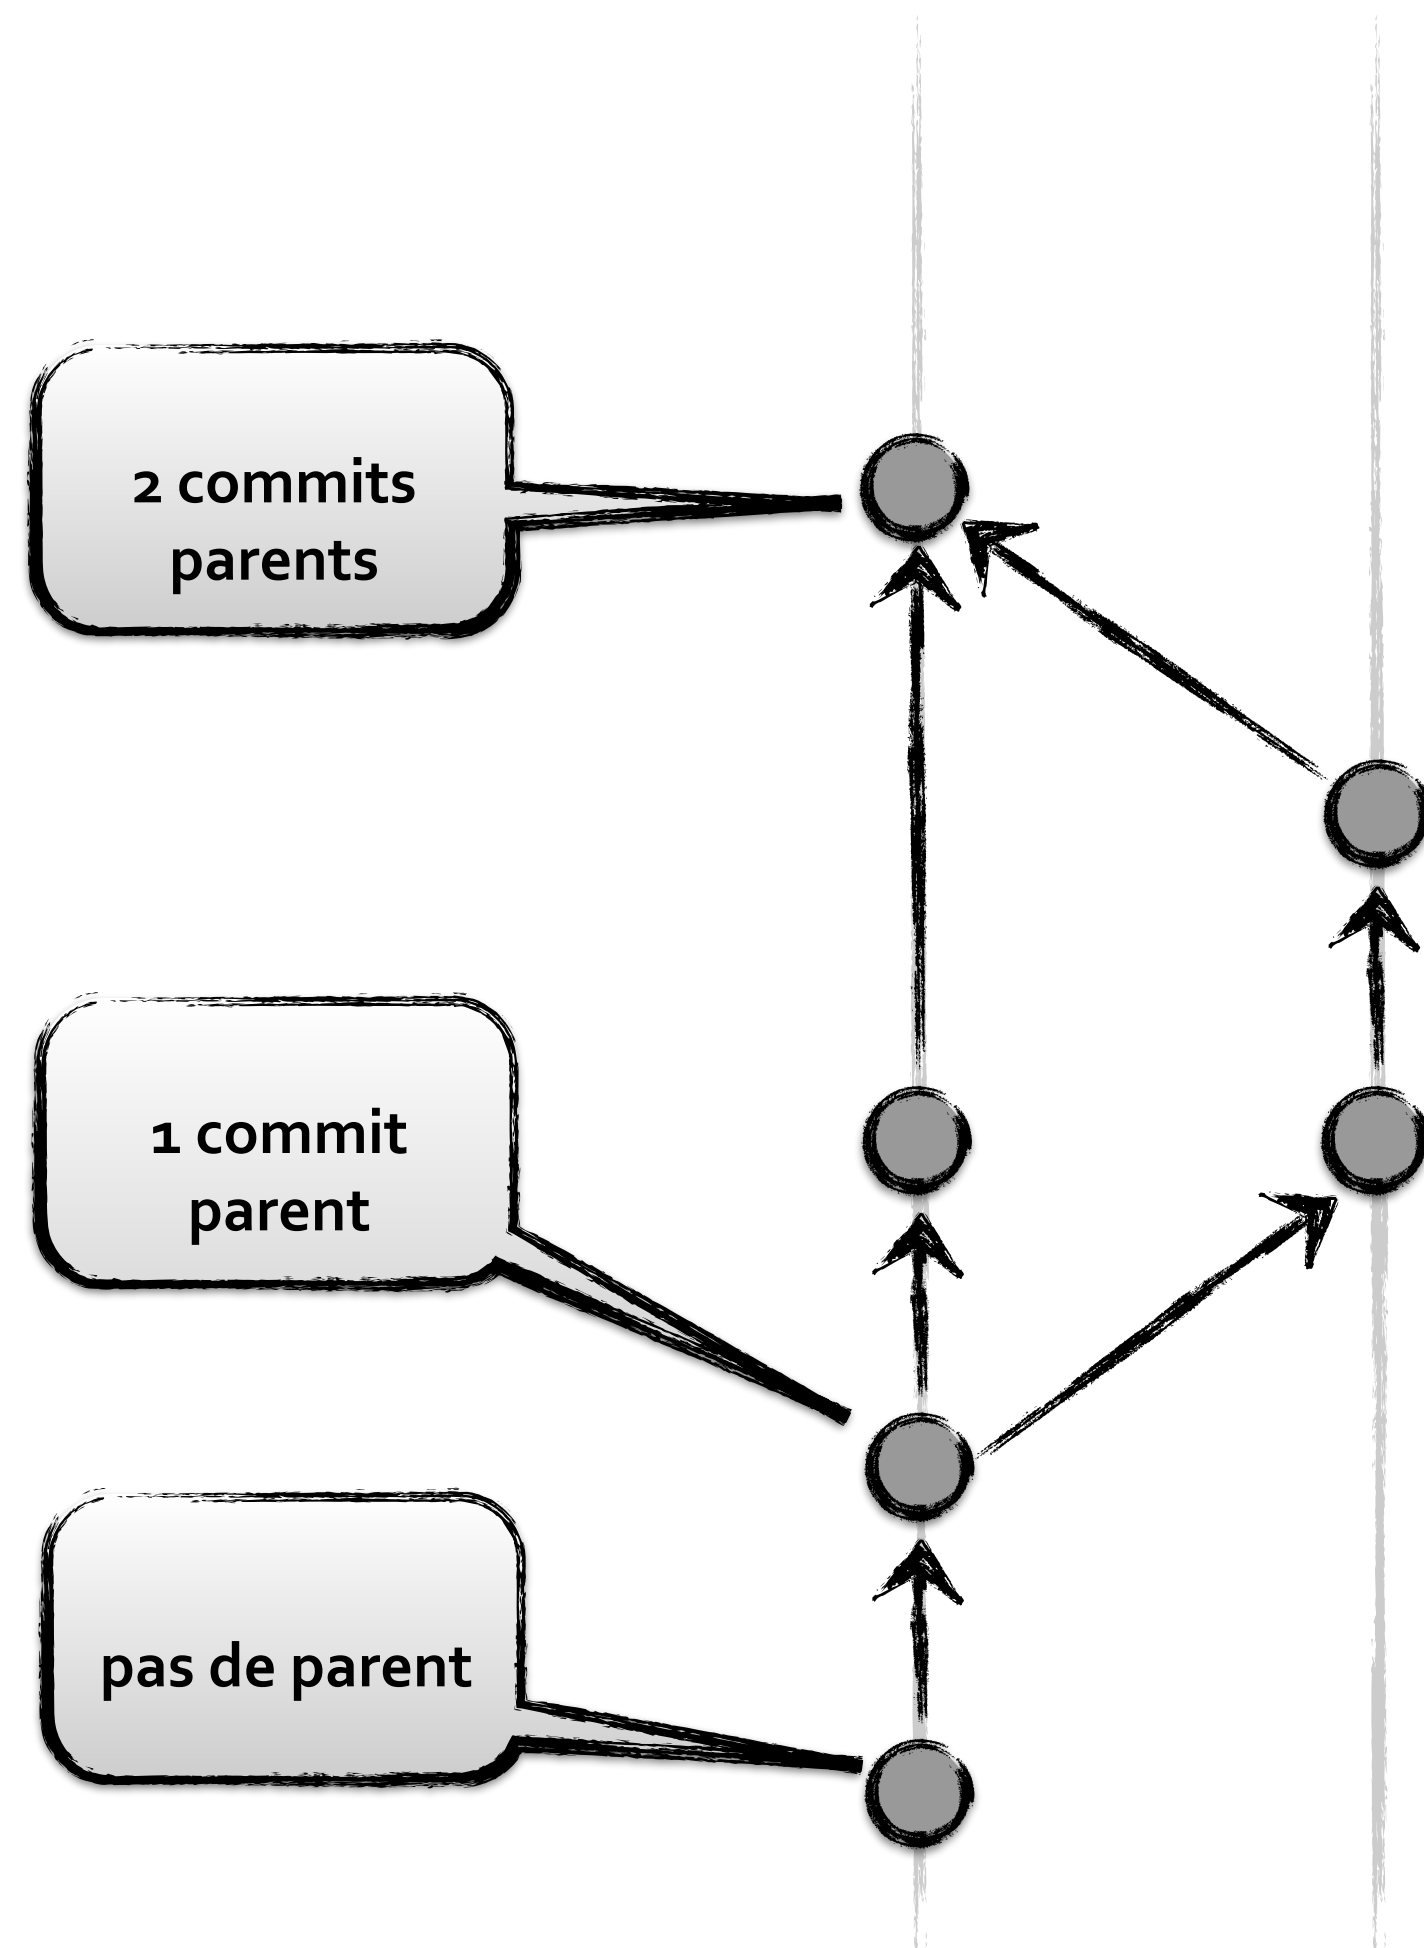 2 commits
parents
1 commit
parent
pas de parent